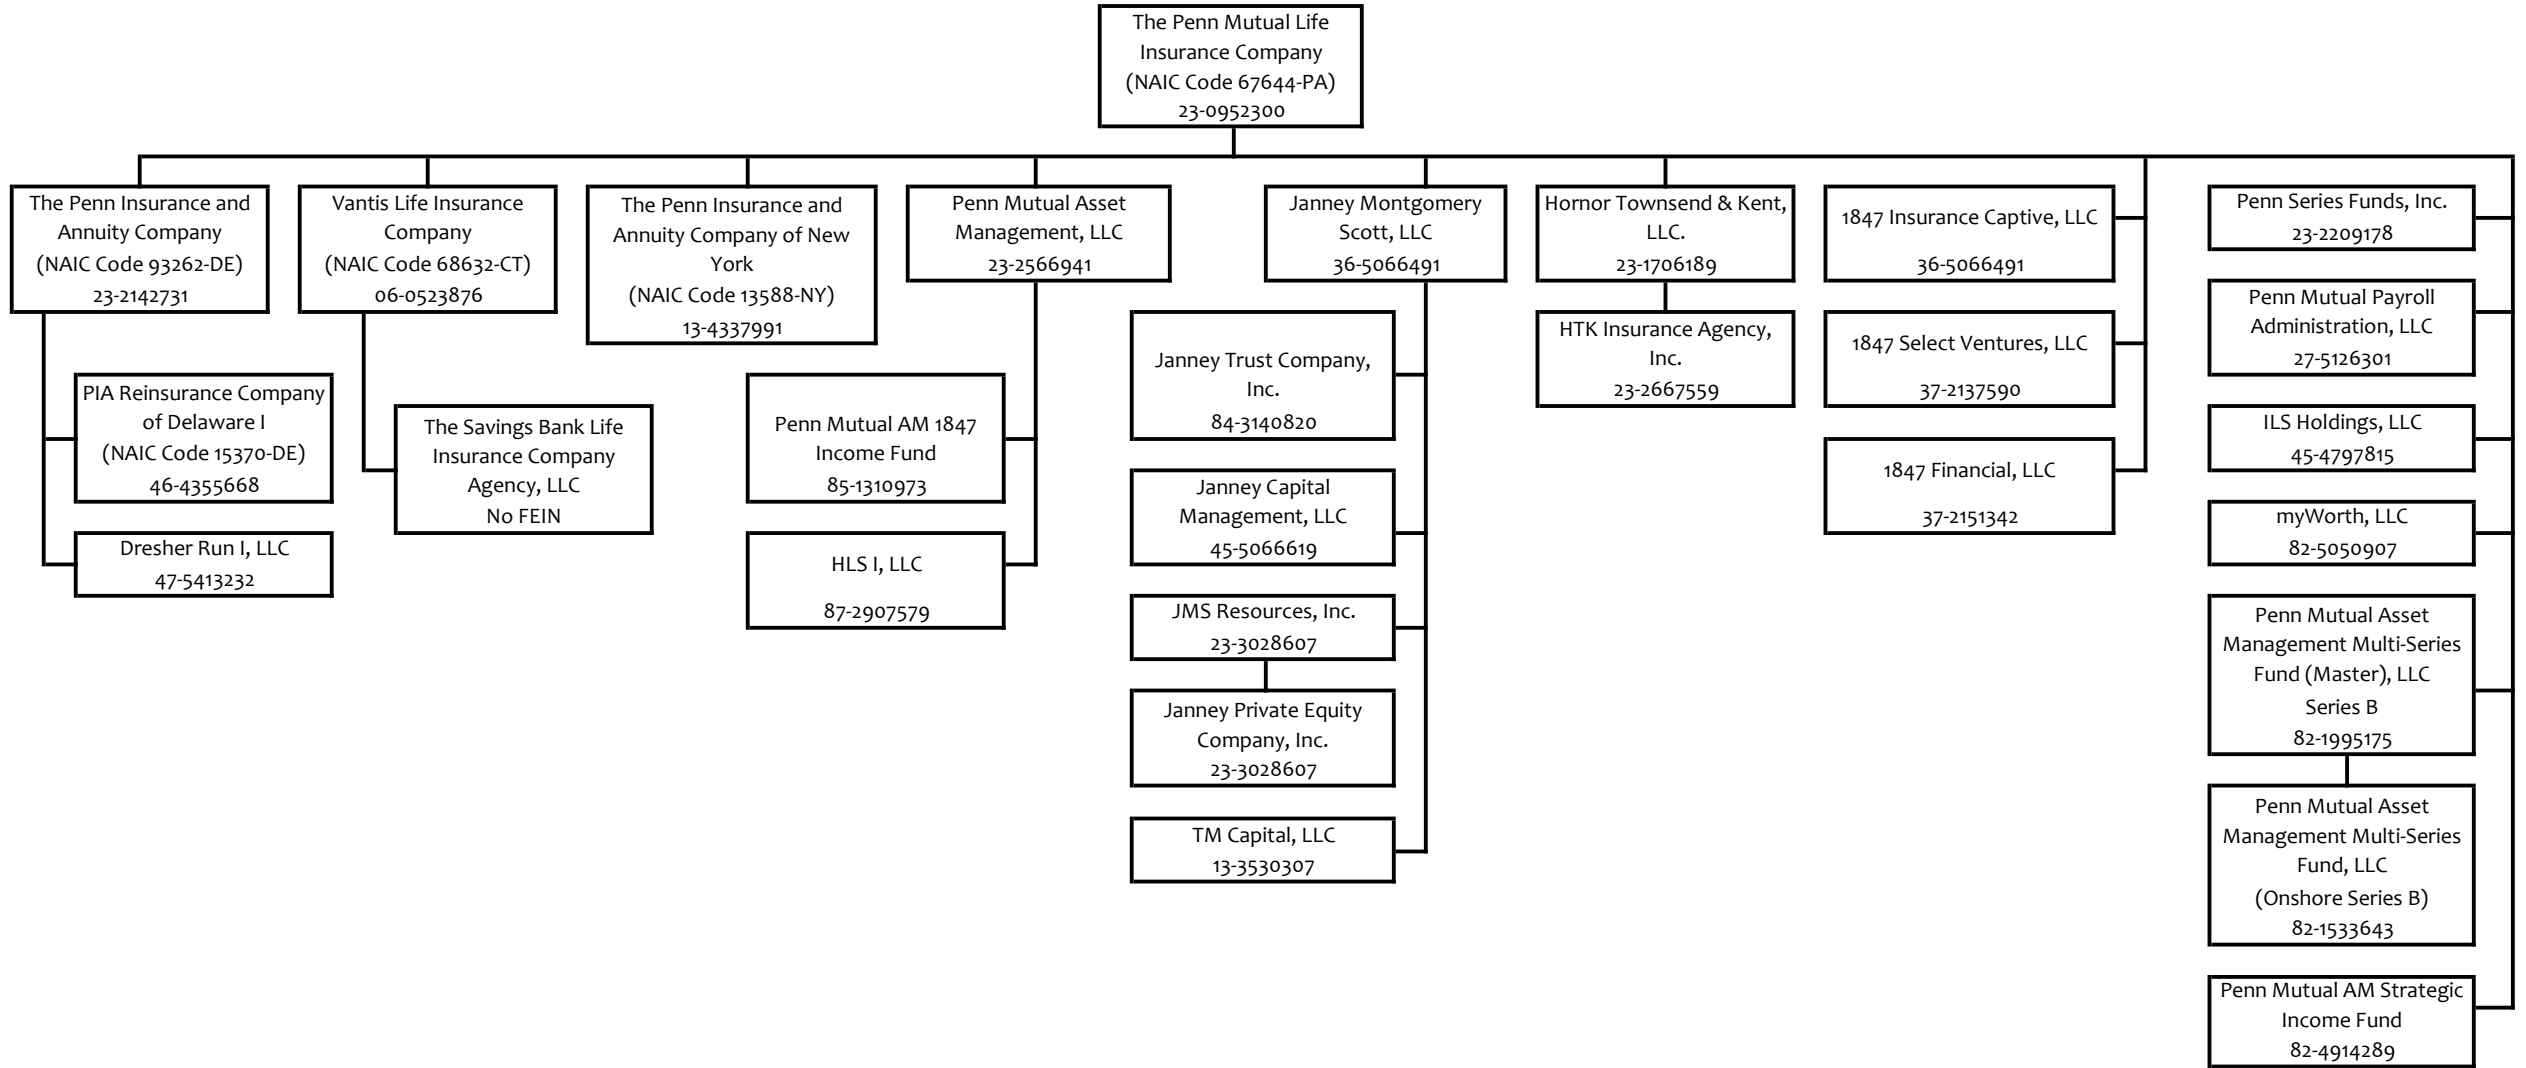 The Penn Mutual Life
Insurance Company
(NAIC Code 67644-PA)
23-0952300
The Penn Insurance and
Annuity Company
(NAIC Code 93262-DE)
23-2142731
PIA Reinsurance Company
of Delaware I
(NAIC Code 15370-DE)
46-4355668
Dresher Run I, LLC
47-5413232
Vantis Life Insurance
Company
(NAIC Code 68632-CT)
06-0523876
The Savings Bank Life
Insurance Company
Agency, LLC
No FEIN
The Penn Insurance and
Annuity Company of New
York
(NAIC Code 13588-NY)
13-4337991
Penn Mutual Asset
Management, LLC
23-2566941
Penn Mutual AM 1847
Income Fund
85-1310973
HLS I, LLC
87-2907579
Janney Montgomery
Scott, LLC
36-5066491
Janney Trust Company,
Inc.
84-3140820
Janney Capital
Management, LLC
45-5066619
JMS Resources, Inc.
23-3028607
Janney Private Equity
Company, Inc.
23-3028607
TM Capital, LLC
13-3530307
Hornor Townsend & Kent,
LLC.
23-1706189
HTK Insurance Agency,
Inc.
23-2667559
1847 Insurance Captive, LLC
36-5066491
1847 Select Ventures, LLC
37-2137590
1847 Financial, LLC
37-2151342
Penn Series Funds, Inc.
23-2209178
Penn Mutual Payroll
Administration, LLC
27-5126301
ILS Holdings, LLC
45-4797815
myWorth, LLC
82-5050907
Penn Mutual Asset
Management Multi-Series
Fund (Master), LLC
Series B
82-1995175
Penn Mutual Asset
Management Multi-Series
Fund, LLC
(Onshore Series B)
82-1533643
Penn Mutual AM Strategic
Income Fund
82-4914289